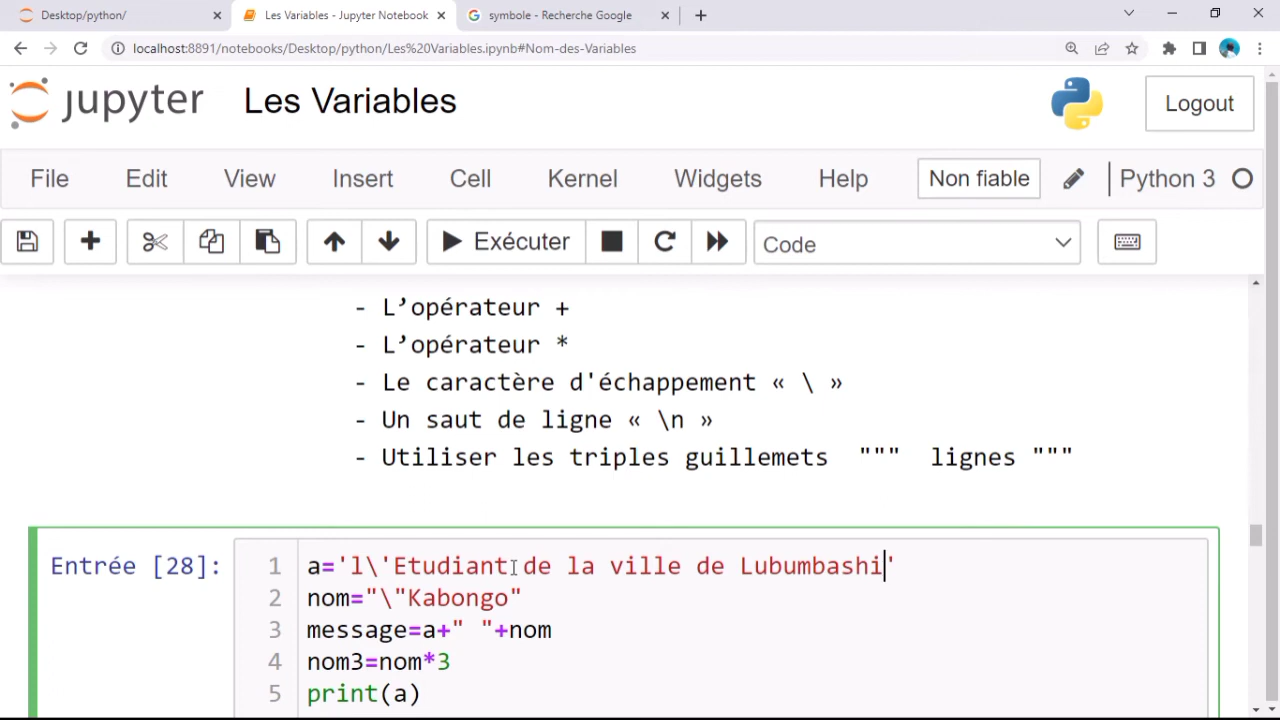 Desktop/python/
Les Variables - Jupyter Notebook
symbole - Recherche Google
localhost:8891/notebooks/Desktop/python/Les%20Variables.ipynb#Nom-des-Variables
jupyter Les Variables Logout
File Edit View Insert Cell Kernel Widgets Help Non fiable Python 3
Exécuter Code
- L’opérateur +
- L’opérateur *
- Le caractère d'échappement « \ »
- Un saut de ligne « \n »
- Utiliser les triples guillemets """  lignes """
Entrée [28]:
1 a='l\'Etudiant de la ville de Lubumbashi'
2 nom="\"Kabongo"
3 message=a+" "+nom
4 nom3=nom*3
5 print(a)